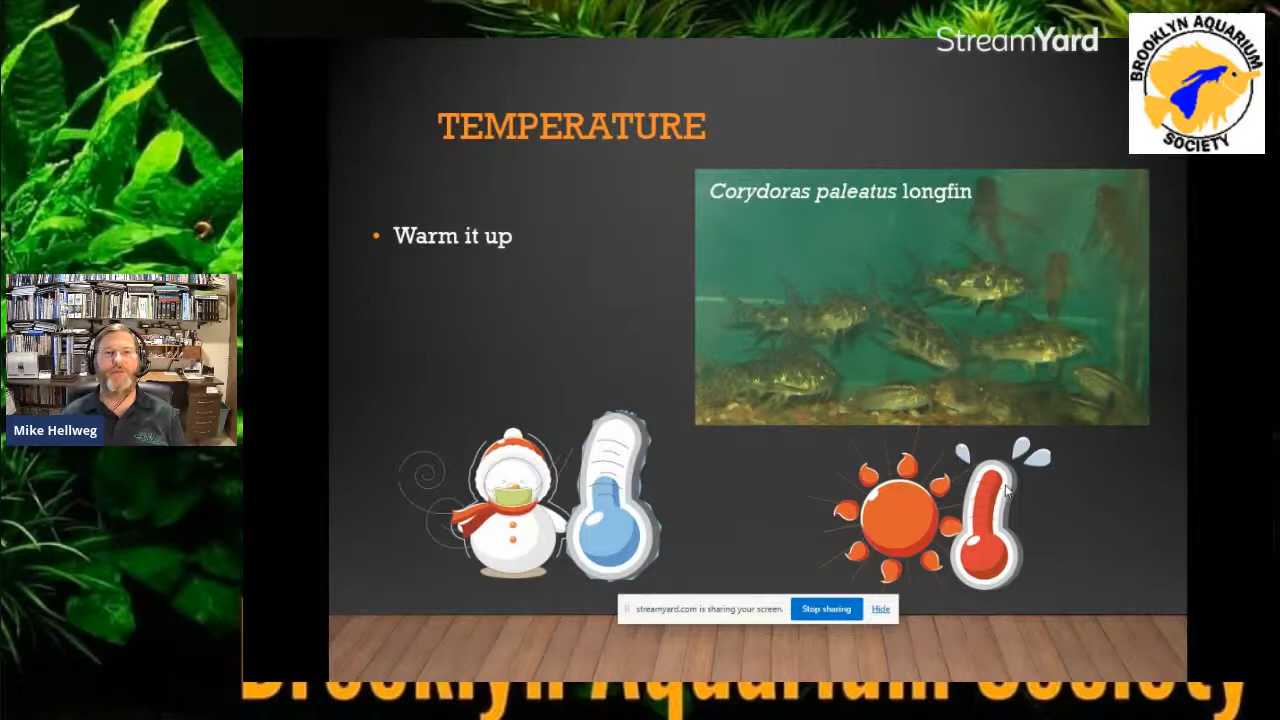 StreamYard
BROOKLYN AQUARIUM
SOCIETY
TEMPERATURE
Corydoras paleatus longfin
• Warm it up
Mike Hellweg
streamyard.com is sharing your screen.
Stop sharing
Hide
Brooklyn Aquarium Society